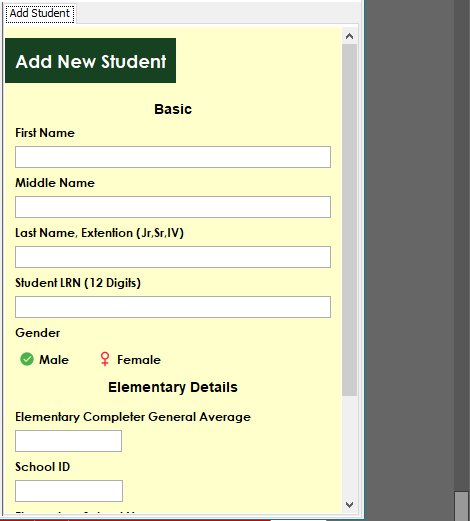 Add Student
Add New Student
Basic
First Name
Middle Name
Last Name, Extention (Jr,Sr,IV)
Student LRN (12 Digits)
Gender
Male Female
Elementary Details
Elementary Completer General Average
School ID